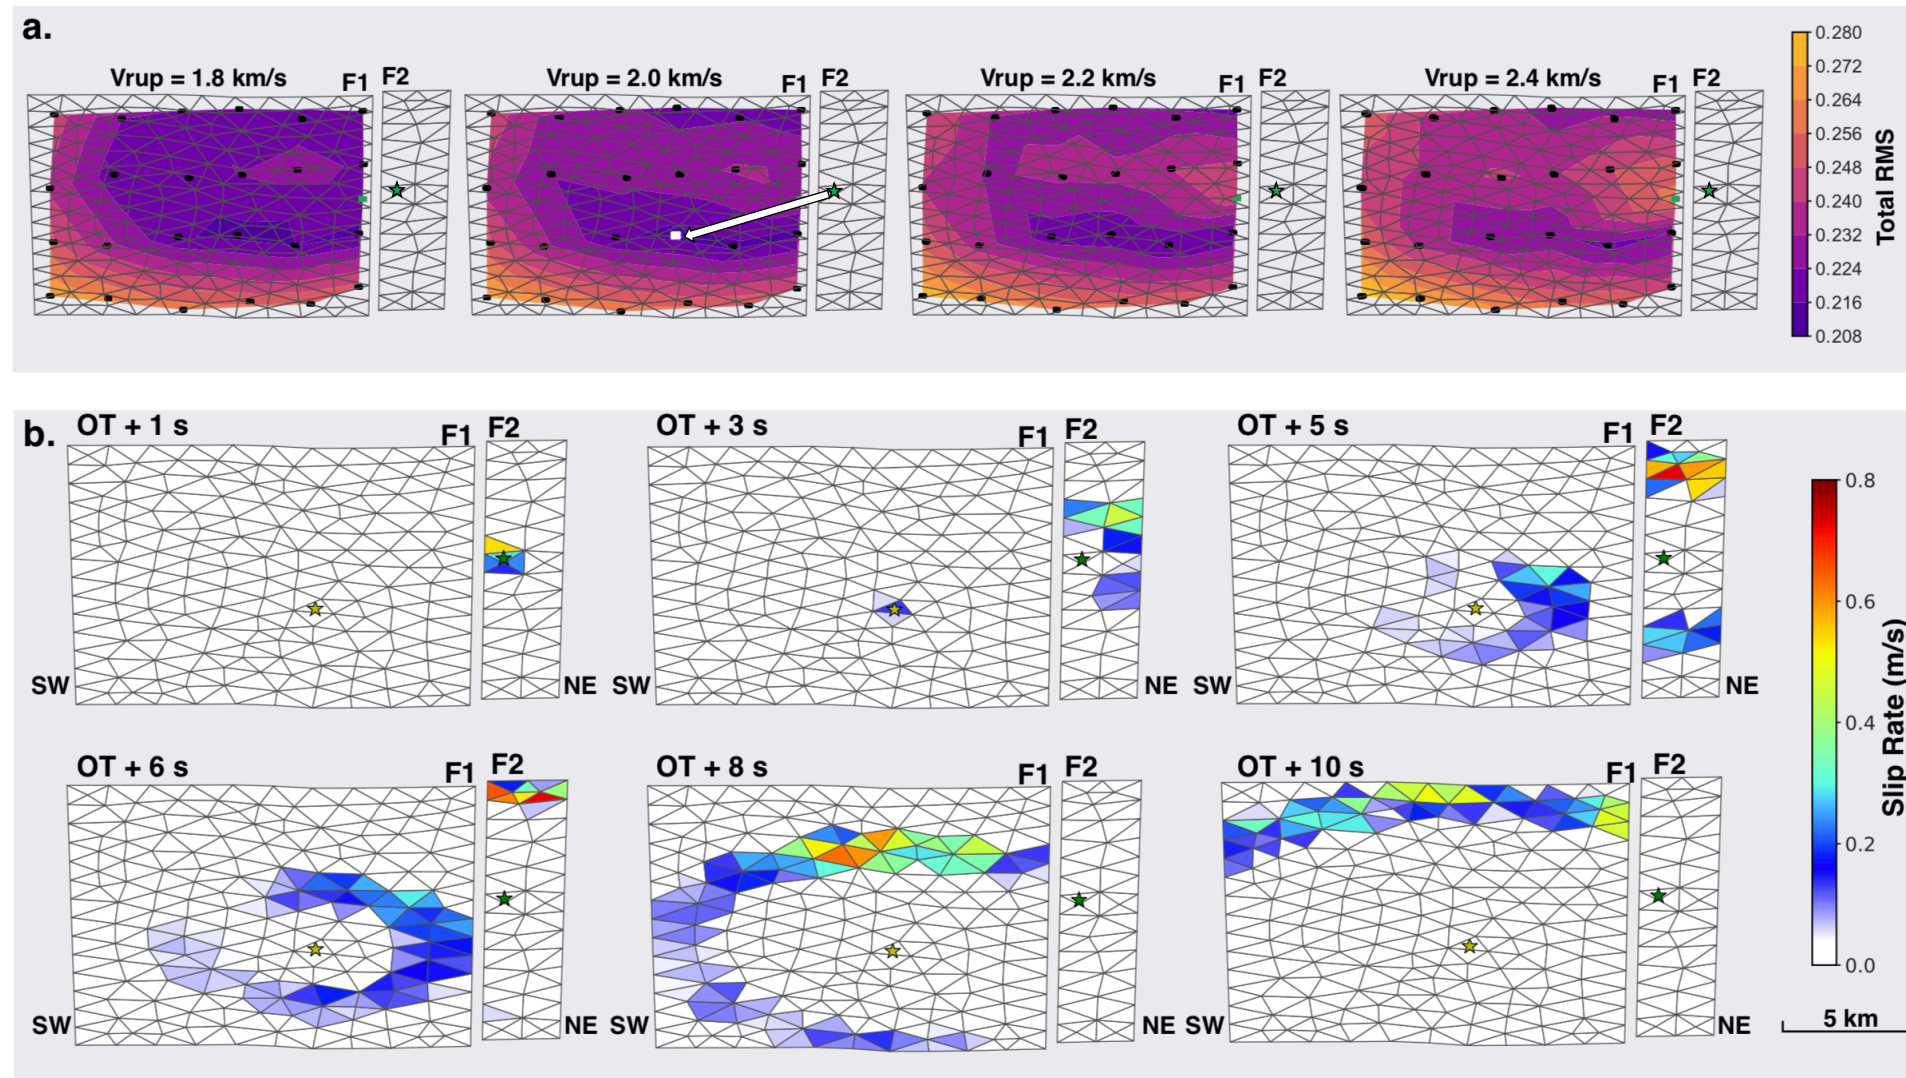 a.
Vrup = 1.8 km/s F1 F2
Vrup = 2.0 km/s F1 F2
Vrup = 2.2 km/s F1 F2
Vrup = 2.4 km/s F1 F2
0.280
0.272
0.264
0.256
0.248
0.240
0.232
0.224
0.216
0.208
Total RMS
b.
OT + 1 s F1 F2
SW NE
OT + 3 s F1 F2
SW NE
OT + 5 s F1 F2
SW NE
OT + 6 s F1 F2
SW NE
OT + 8 s F1 F2
SW NE
OT + 10 s F1 F2
SW NE
0.8
0.6
0.4
0.2
0.0
Slip Rate (m/s)
5 km